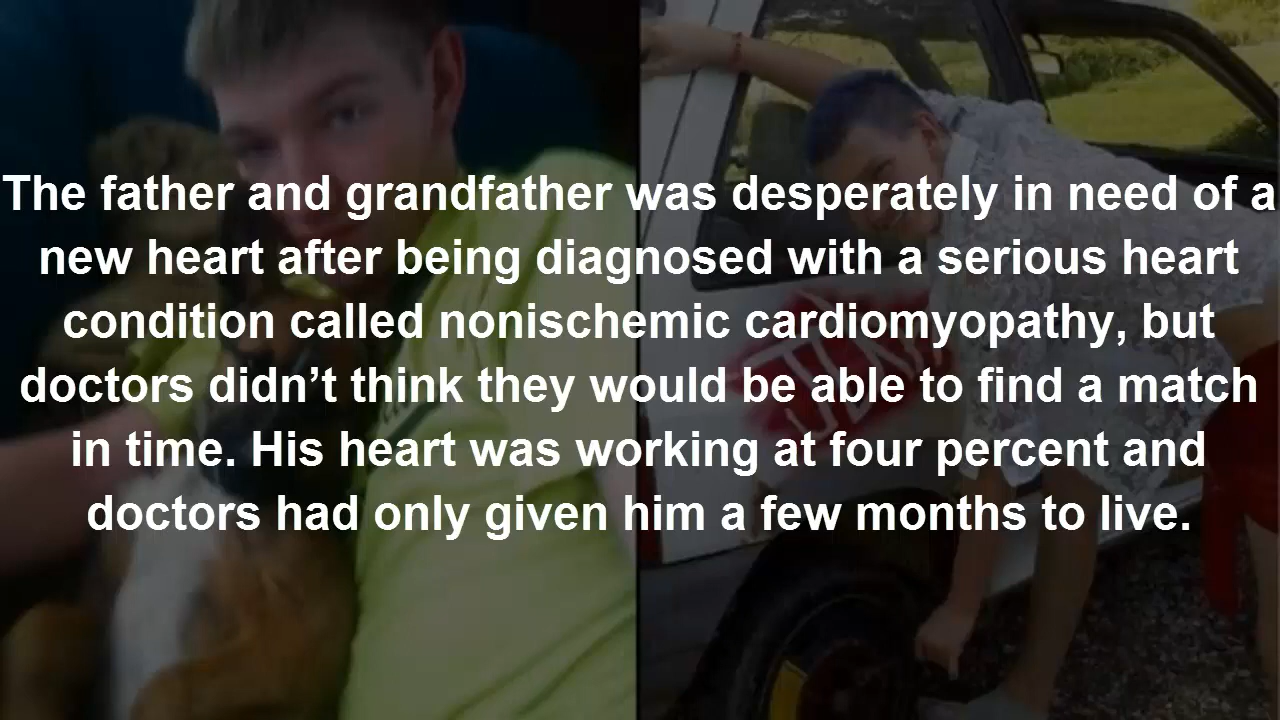 The father and grandfather was desperately in need of a
new heart after being diagnosed with a serious heart
condition called nonischemic cardiomyopathy, but
doctors didn’t think they would be able to find a match
in time. His heart was working at four percent and
doctors had only given him a few months to live.